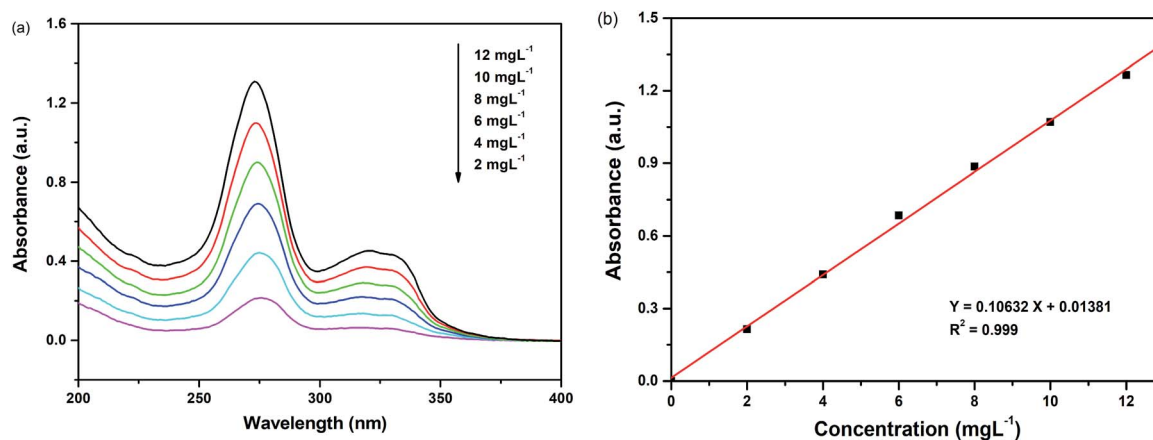 (a)
1.6
1.2
0.8
0.4
0.0
Absorbance (a.u.)
200 250 300 350 400
Wavelength (nm)
12 mgL⁻¹
10 mgL⁻¹
8 mgL⁻¹
6 mgL⁻¹
4 mgL⁻¹
2 mgL⁻¹
(b)
1.5
1.2
0.9
0.6
0.3
0.0
Absorbance (a.u.)
0 2 4 6 8 10 12
Concentration (mgL⁻¹)
Y = 0.10632 X + 0.01381
R² = 0.999